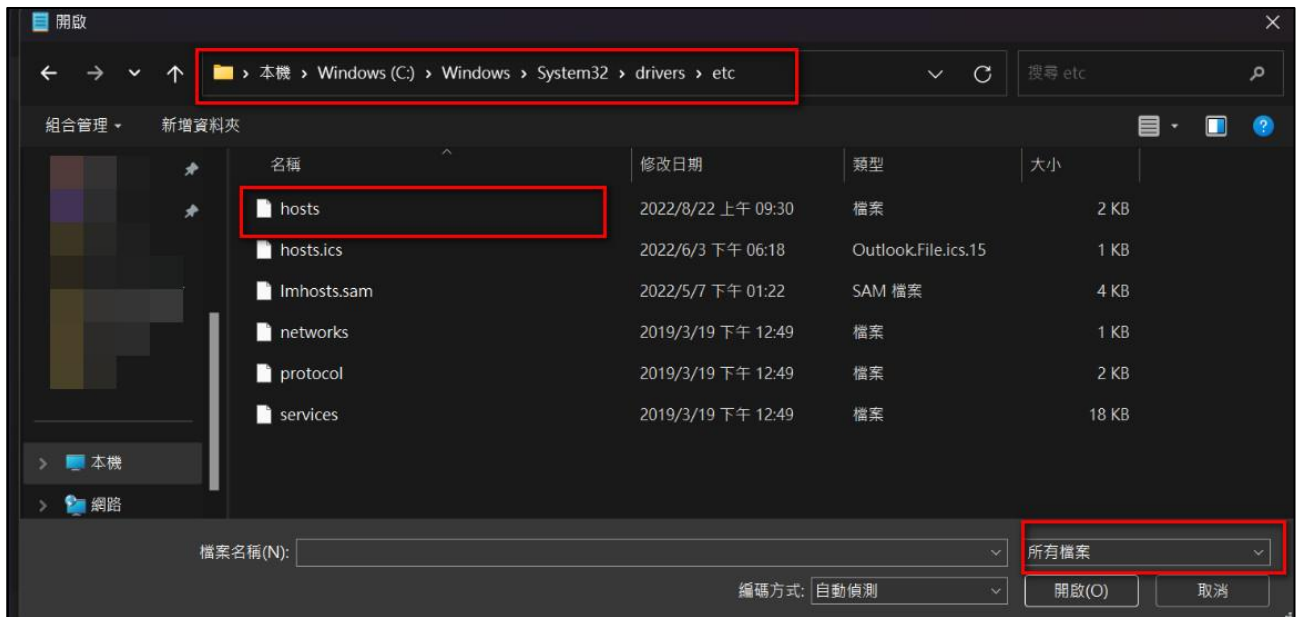 開啟
本機 › Windows (C:) › Windows › System32 › drivers › etc
搜尋 etc
組合管理
新增資料夾
名稱 修改日期 類型 大小
hosts 2022/8/22 上午 09:30 檔案 2 KB
hosts.ics 2022/6/3 下午 06:18 Outlook.File.ics.15 1 KB
lmhosts.sam 2022/5/7 下午 01:22 SAM 檔案 4 KB
networks 2019/3/19 下午 12:49 檔案 1 KB
protocol 2019/3/19 下午 12:49 檔案 2 KB
services 2019/3/19 下午 12:49 檔案 18 KB
本機
網路
檔案名稱(N): 所有檔案
編碼方式: 自動偵測 開啟(O) 取消